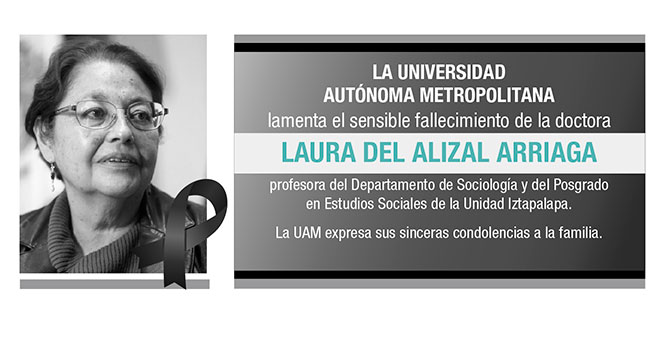 LA UNIVERSIDAD
AUTÓNOMA METROPOLITANA
lamenta el sensible fallecimiento de la doctora
LAURA DEL ALIZAL ARRIAGA
profesora del Departamento de Sociología y del Posgrado
en Estudios Sociales de la Unidad Iztapalapa.
La UAM expresa sus sinceras condolencias a la familia.